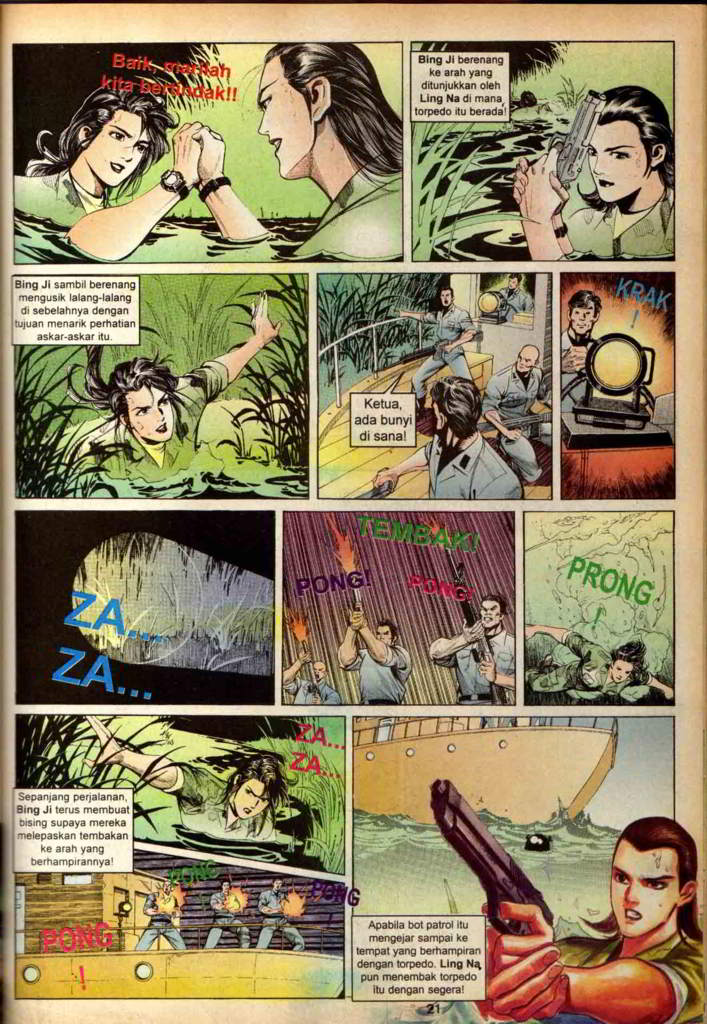 Baik, marilah
kita bertindak!!
Bing Ji berenang
ke arah yang
ditunjukkan oleh
Ling Na di mana
torpedo itu berada!
Bing Ji sambil berenang
mengusik lalang-lalang
di sebelahnya dengan
tujuan menarik perhatian
askar-askar itu.
Ketua,
ada bunyi
di sana!
KRAK
!
ZA...
ZA...
TEMBAK!
PONG!
PONG!
PRONG
!
ZA...
ZA...
Sepanjang perjalanan,
Bing Ji terus membuat
bising supaya mereka
melepaskan tembakan
ke arah yang
berhampirannya!
PONG
PONG
!
PONG
!
Apabila bot patrol itu
mengejar sampai ke
tempat yang berhampiran
dengan torpedo. Ling Na
pun menembak torpedo
itu dengan segera!
21